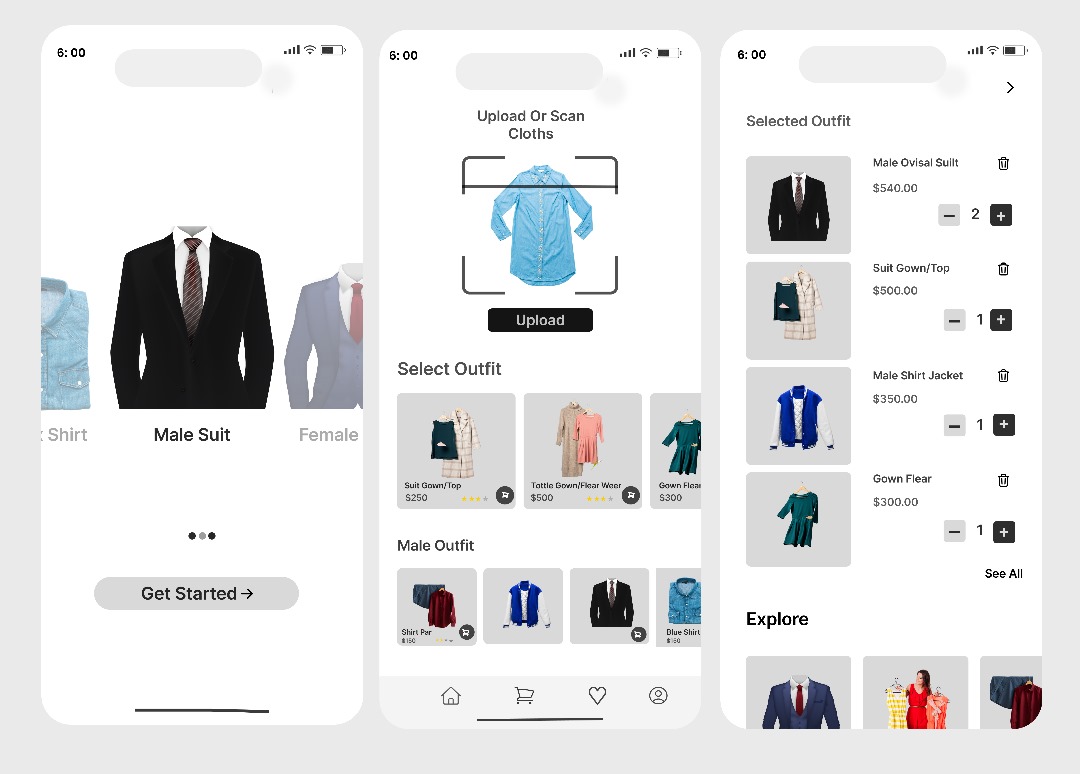 6: 00
Shirt
Male Suit
Female
Get Started →
6: 00
Upload Or Scan
Cloths
Upload
Select Outfit
Suit Gown/Top
$250
Tottle Gown/Flear Weer
$500
Gown Flear
$300
Male Outfit
Shirt Par
$150
Blue Shirt
$150
6: 00
Selected Outfit
Male Ovisal Suilt
$540.00
2
Suit Gown/Top
$500.00
1
Male Shirt Jacket
$350.00
1
Gown Flear
$300.00
1
See All
Explore